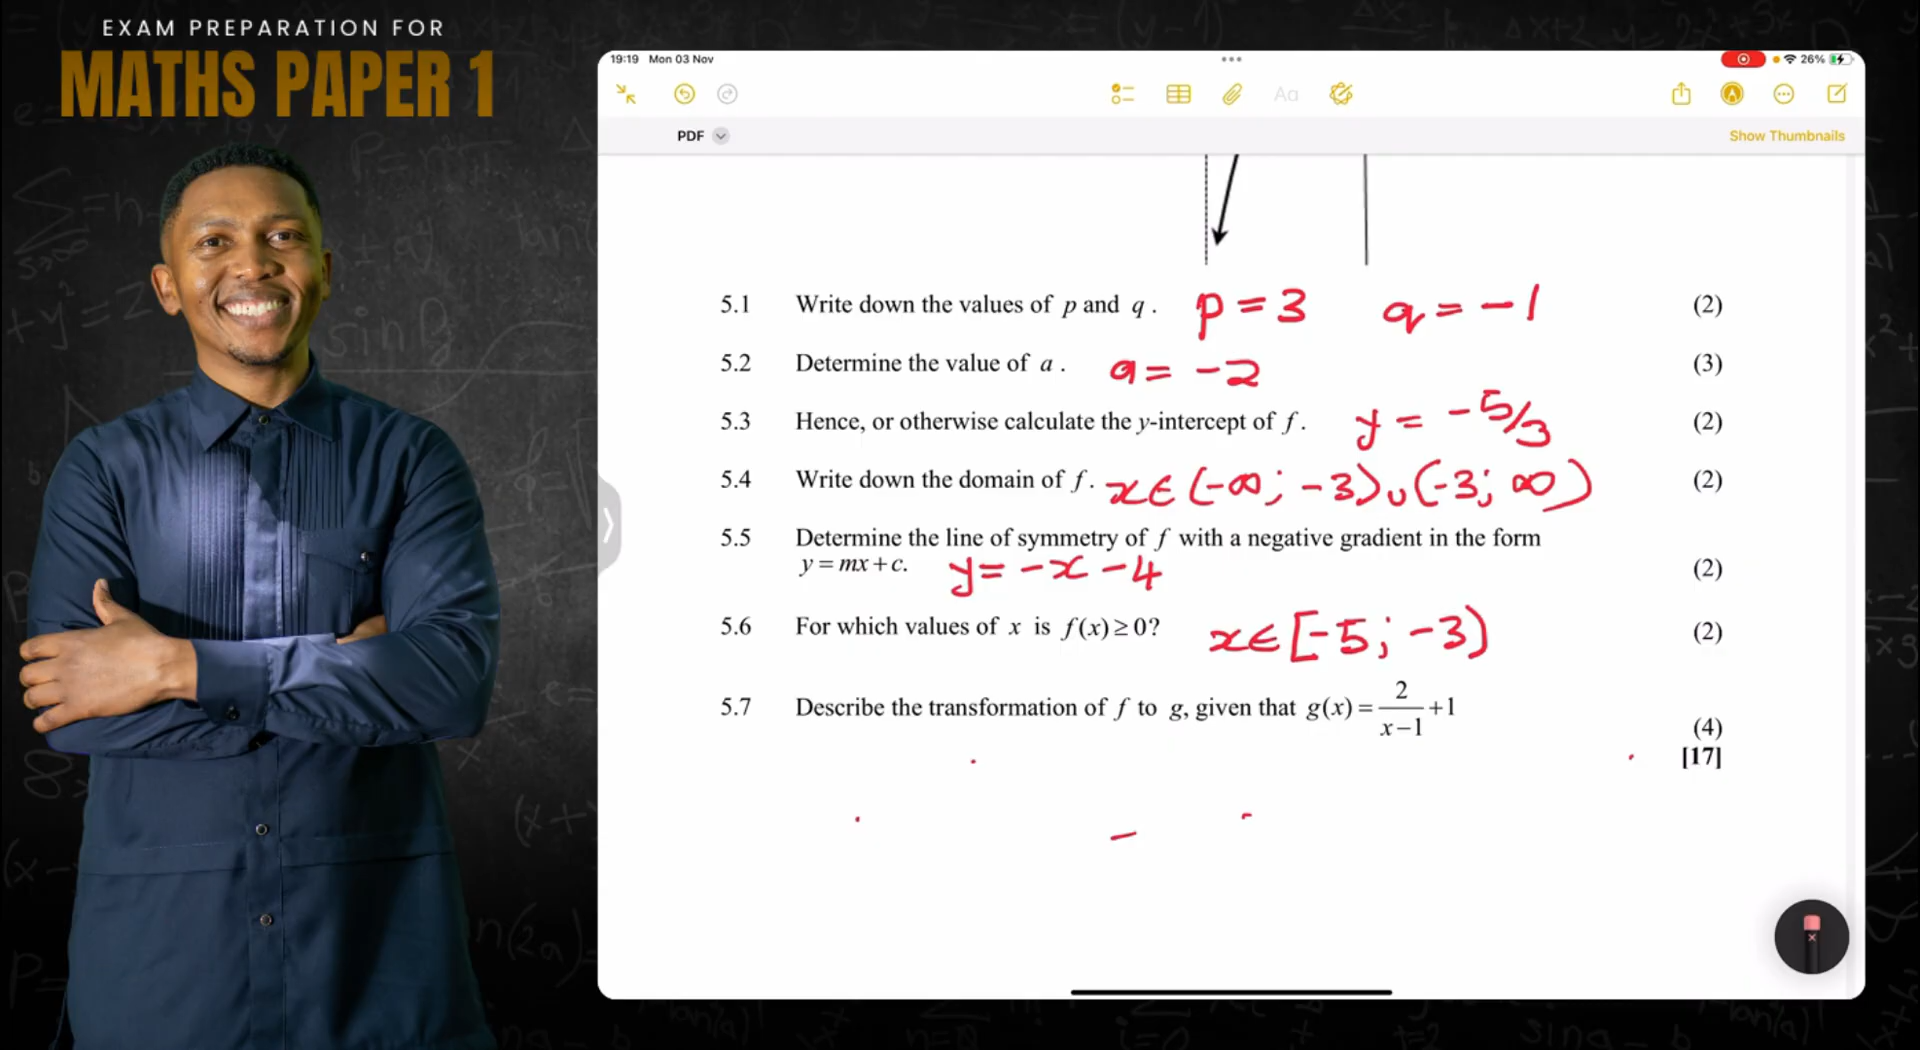 EXAM PREPARATION FOR
MATHS PAPER 1
19:19 Mon 03 Nov
26%
Aa
PDF
Show Thumbnails
5.1 Write down the values of p and q. p = 3 q = -1 (2)
5.2 Determine the value of a. a = -2 (3)
5.3 Hence, or otherwise calculate the y-intercept of f. y = -5/3 (2)
5.4 Write down the domain of f. x ∈ (-∞; -3) ∪ (-3; ∞) (2)
5.5 Determine the line of symmetry of f with a negative gradient in the form
y = mx + c. y = -x - 4 (2)
5.6 For which values of x is f(x) ≥ 0? x ∈ [-5; -3) (2)
5.7 Describe the transformation of f to g, given that g(x) = 2/(x-1) + 1
(4)
[17]